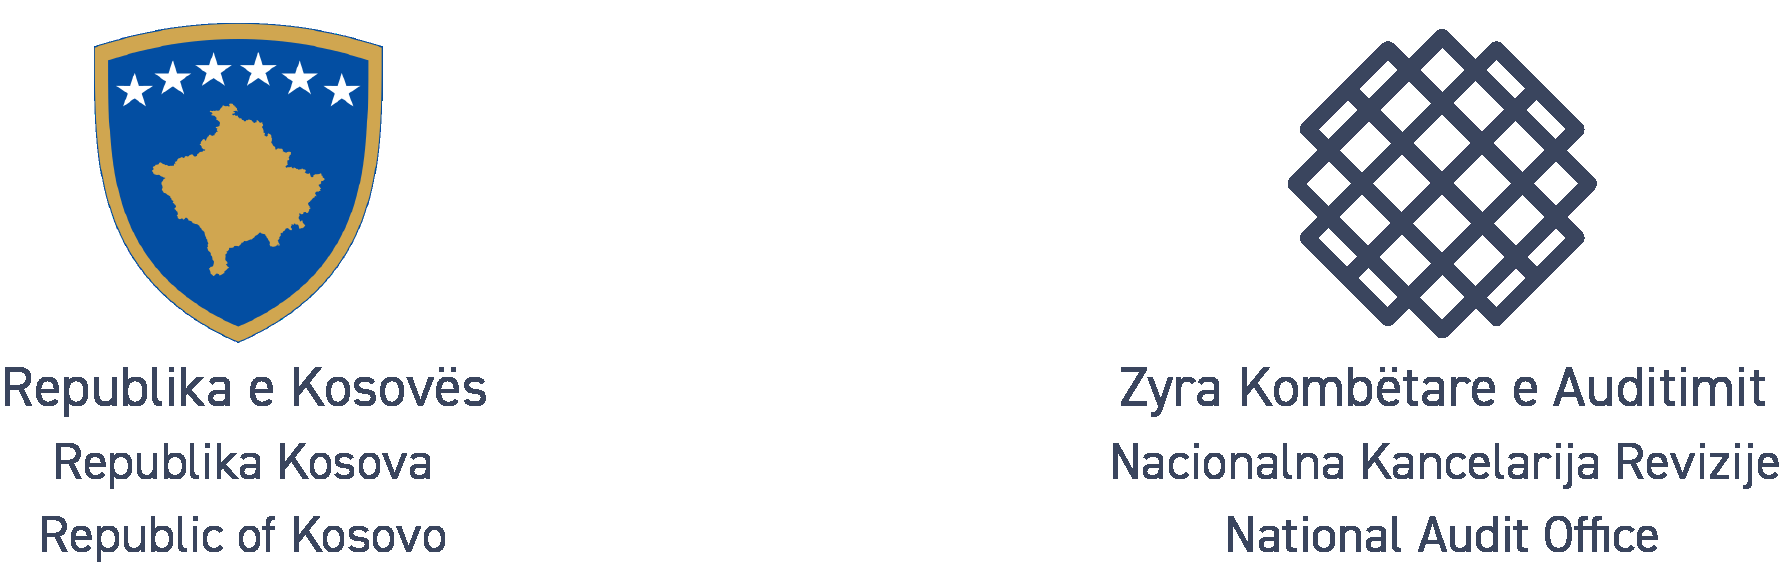 Republika e Kosovës
Republika Kosova
Republic of Kosovo
Zyra Kombëtare e Auditimit
Nacionalna Kancelarija Revizije
National Audit Office